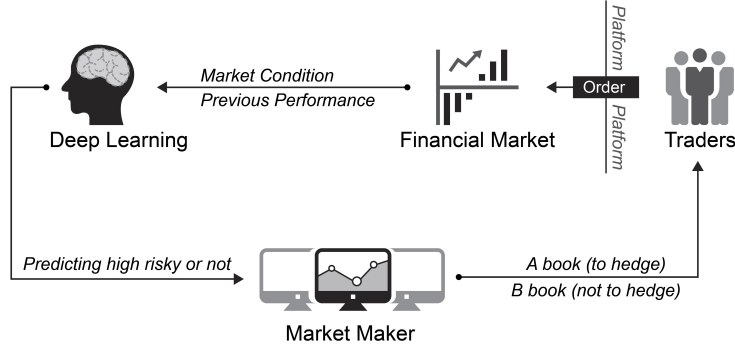 Market Condition
Previous Performance
Platform
Order
Platform
Deep Learning
Financial Market
Traders
Predicting high risky or not
A book (to hedge)
B book (not to hedge)
Market Maker